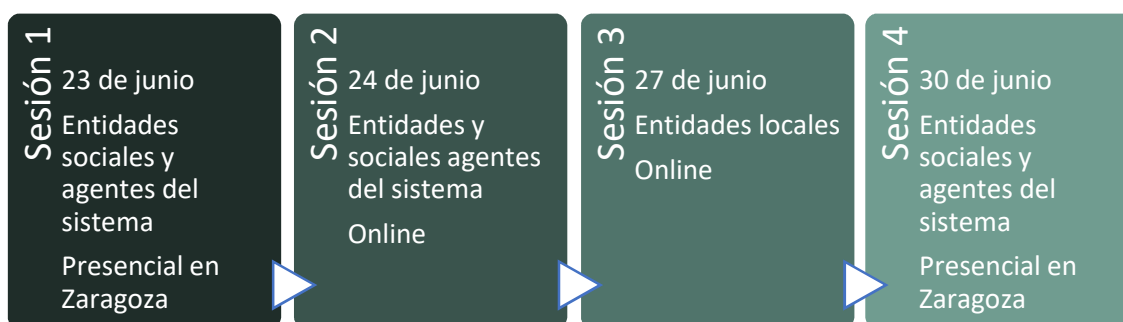 Sesión 1
23 de junio
Entidades
sociales y
agentes del
sistema
Presencial en
Zaragoza
Sesión 2
24 de junio
Entidades y
sociales agentes
del sistema
Online
Sesión 3
27 de junio
Entidades locales
Online
Sesión 4
30 de junio
Entidades
sociales y
agentes del
sistema
Presencial en
Zaragoza